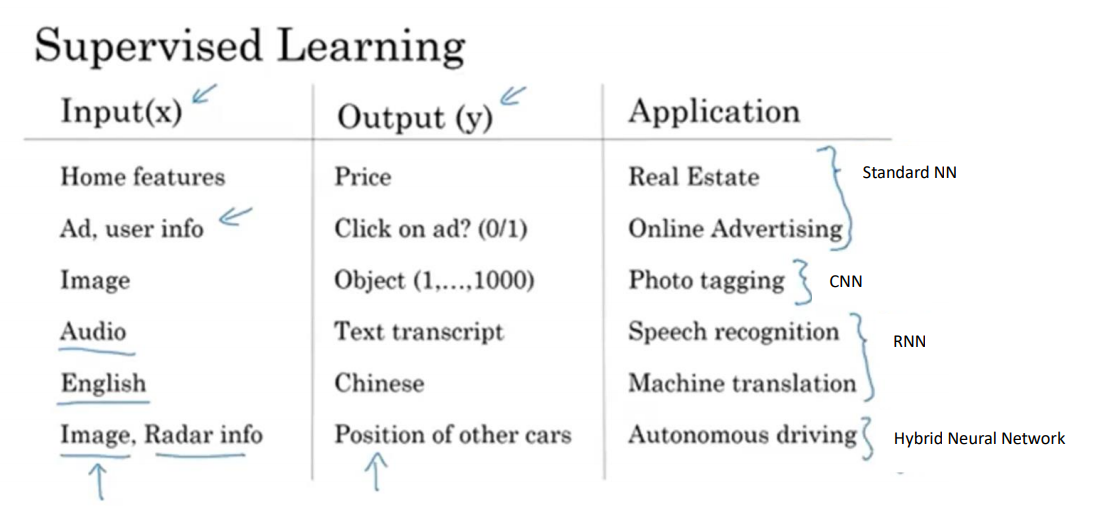 Supervised Learning
Input(x) Output (y) Application
Home features Price Real Estate Standard NN
Ad, user info Click on ad? (0/1) Online Advertising
Image Object (1,...,1000) Photo tagging CNN
Audio Text transcript Speech recognition RNN
English Chinese Machine translation
Image, Radar info Position of other cars Autonomous driving Hybrid Neural Network